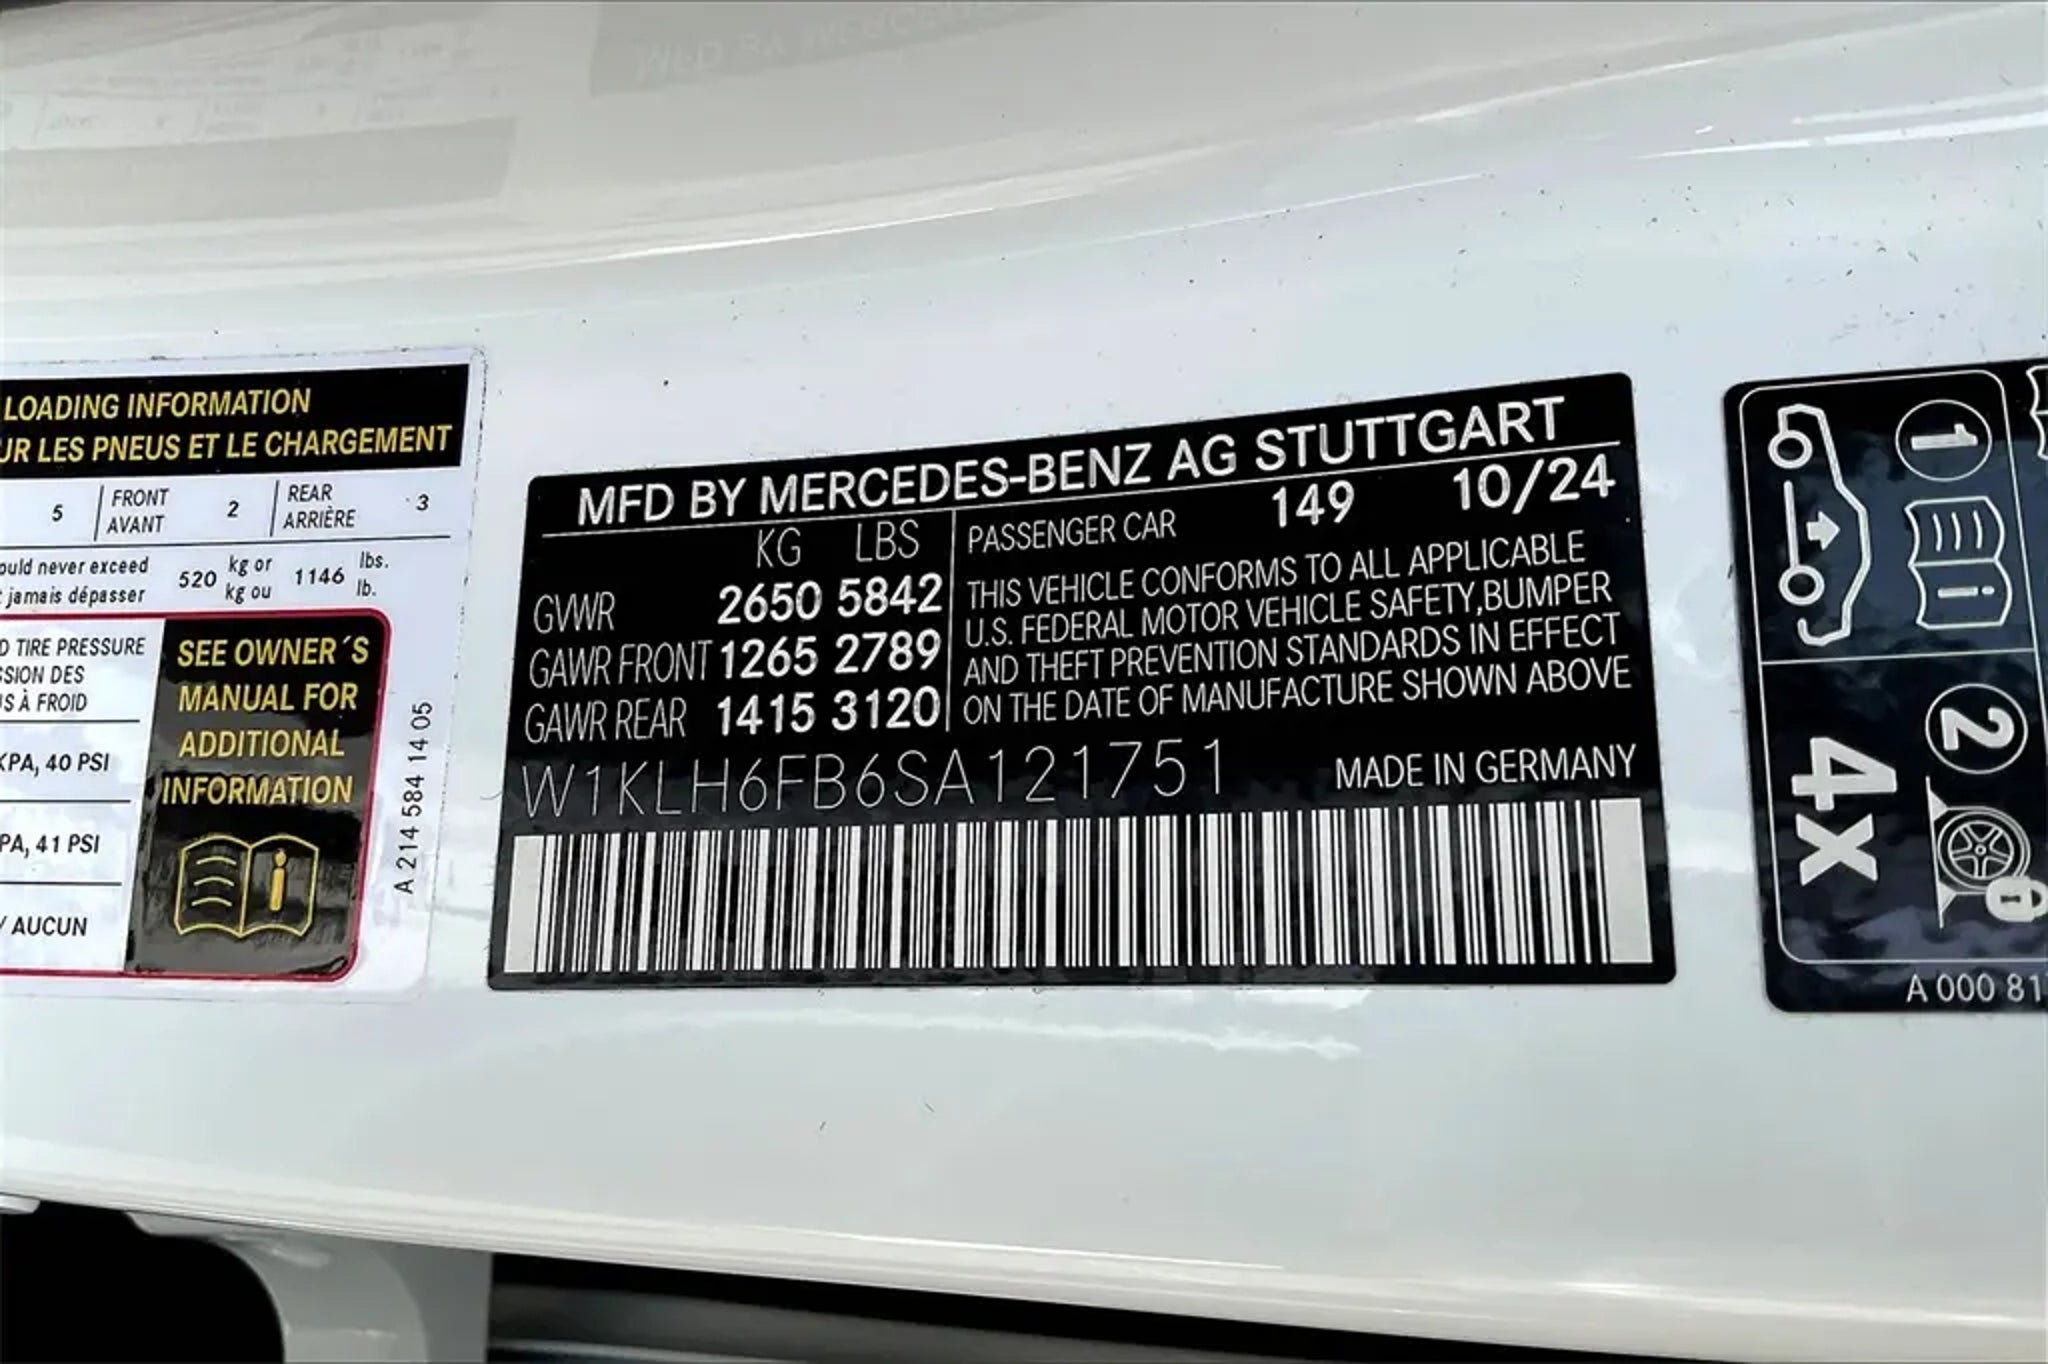 LOADING INFORMATION
UR LES PNEUS ET LE CHARGEMENT
5 FRONT AVANT 2 REAR ARRIÈRE 3
ould never exceed
jamais dépasser
520 kg or kg ou 1146 lbs. lb.
D TIRE PRESSURE
SSION DES
US À FROID
KPA, 40 PSI
PA, 41 PSI
/ AUCUN
SEE OWNER´S
MANUAL FOR
ADDITIONAL
INFORMATION
A 214 584 14 05
MFD BY MERCEDES-BENZ AG STUTTGART
KG LBS
GVWR 2650 5842
GAWR FRONT 1265 2789
GAWR REAR 1415 3120
PASSENGER CAR 149 10/24
THIS VEHICLE CONFORMS TO ALL APPLICABLE
U.S. FEDERAL MOTOR VEHICLE SAFETY,BUMPER
AND THEFT PREVENTION STANDARDS IN EFFECT
ON THE DATE OF MANUFACTURE SHOWN ABOVE
W1KLH6FB6SA121751 MADE IN GERMANY
1
2
4x
A 000 81